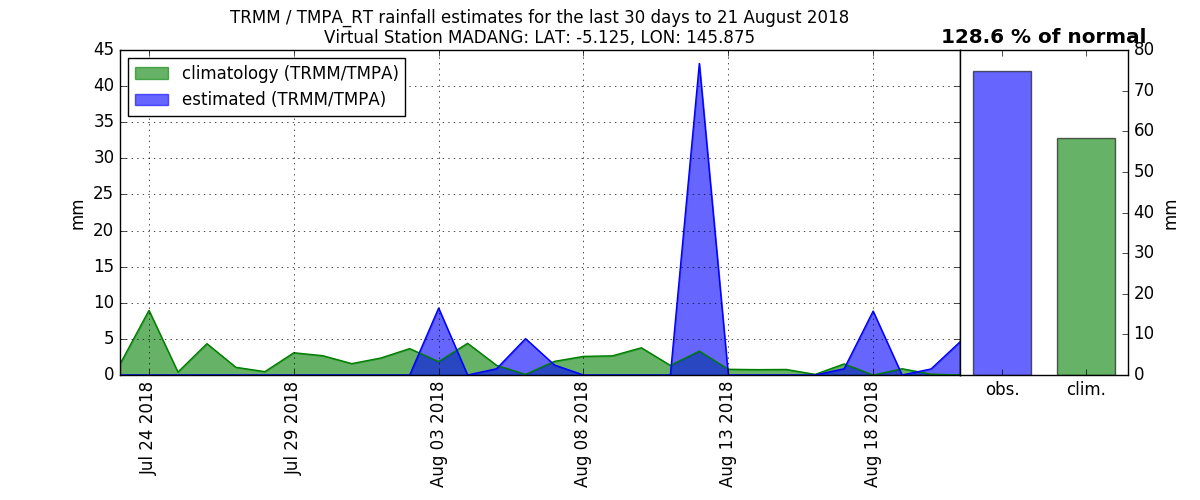 TRMM / TMPA_RT rainfall estimates for the last 30 days to 21 August 2018
Virtual Station MADANG: LAT: -5.125, LON: 145.875
128.6 % of normal
climatology (TRMM/TMPA)
estimated (TRMM/TMPA)
45
40
35
30
25
20
15
10
5
0
mm
Jul 24 2018
Jul 29 2018
Aug 03 2018
Aug 08 2018
Aug 13 2018
Aug 18 2018
80
70
60
50
40
30
20
10
0
mm
obs.
clim.